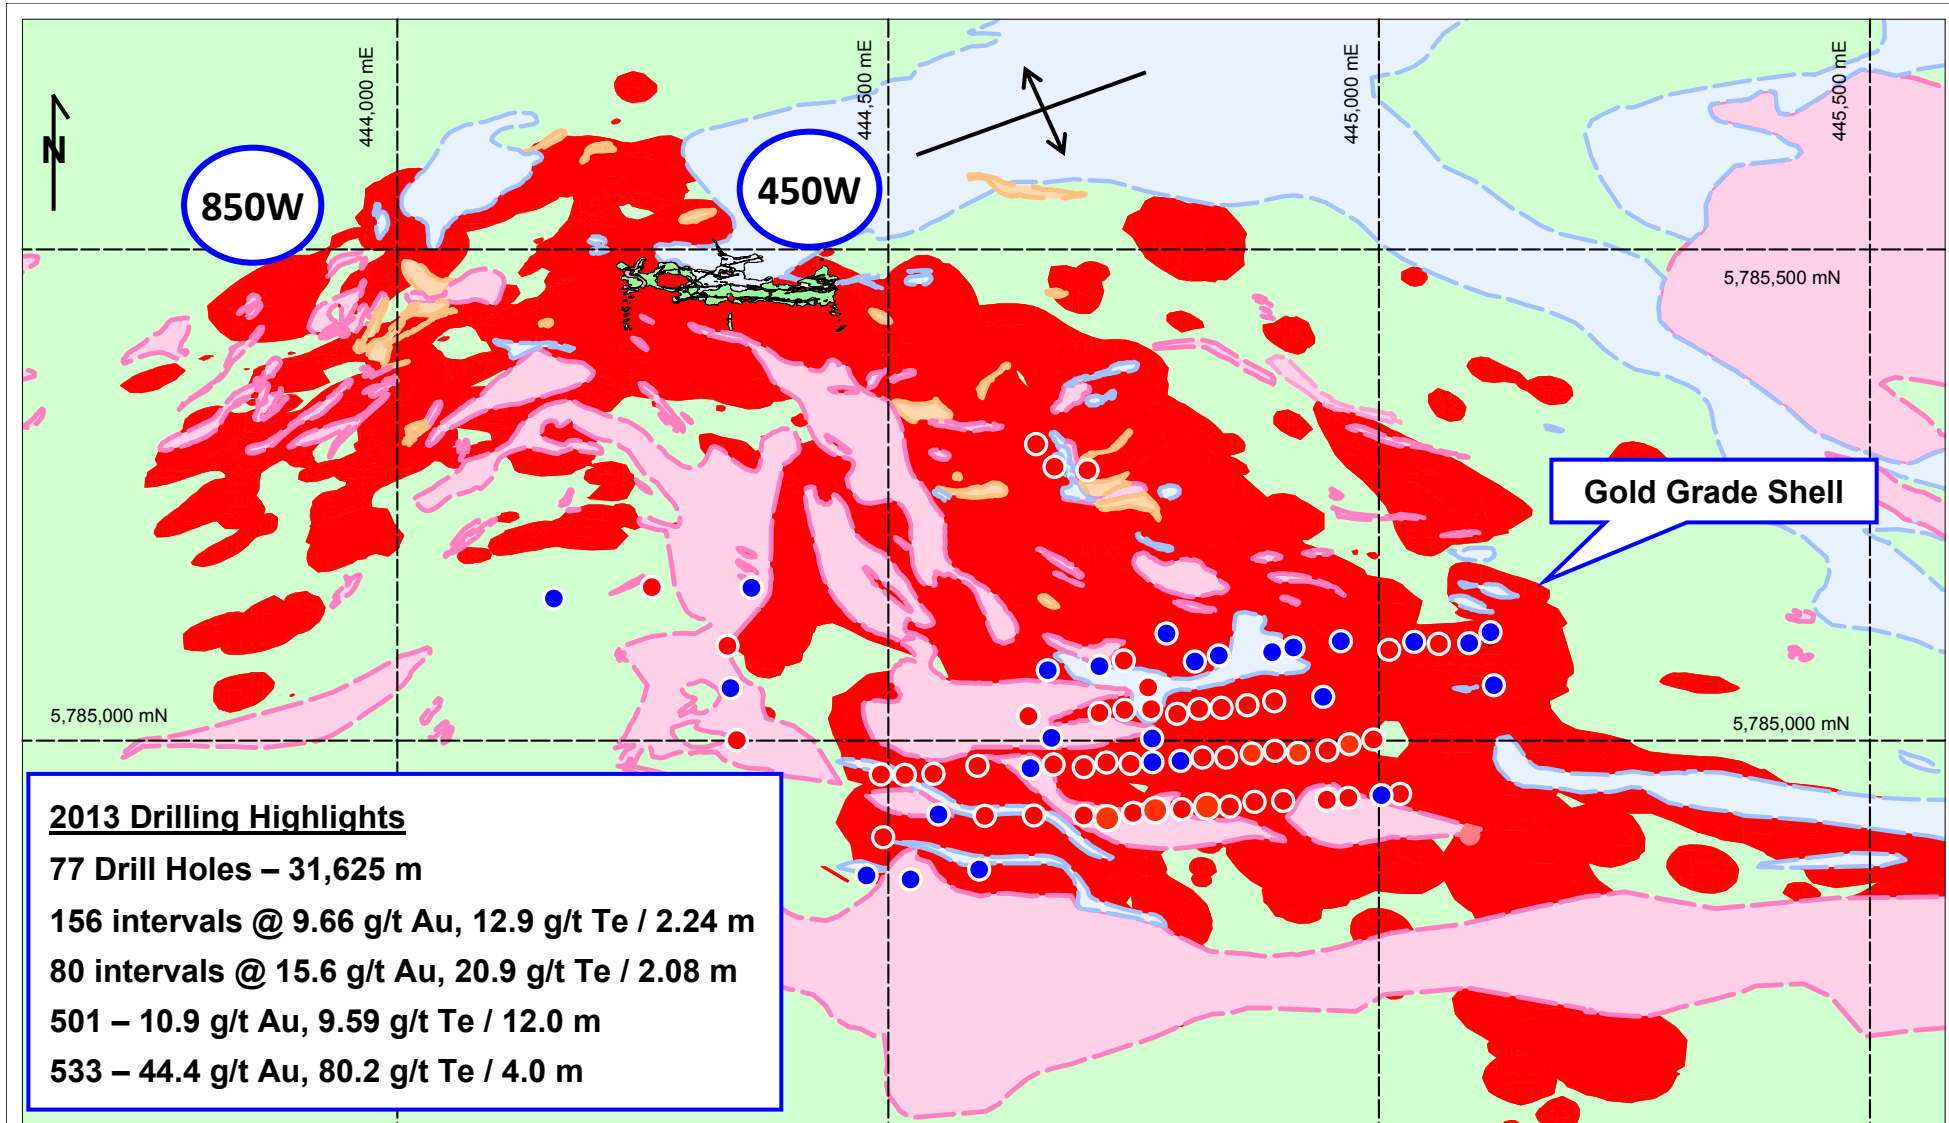 444,000 mE
444,500 mE
445,000 mE
445,500 mE
N
850W
450W
5,785,500 mN
Gold Grade Shell
5,785,000 mN
5,785,000 mN
2013 Drilling Highlights
77 Drill Holes – 31,625 m
156 intervals @ 9.66 g/t Au, 12.9 g/t Te / 2.24 m
80 intervals @ 15.6 g/t Au, 20.9 g/t Te / 2.08 m
501 – 10.9 g/t Au, 9.59 g/t Te / 12.0 m
533 – 44.4 g/t Au, 80.2 g/t Te / 4.0 m